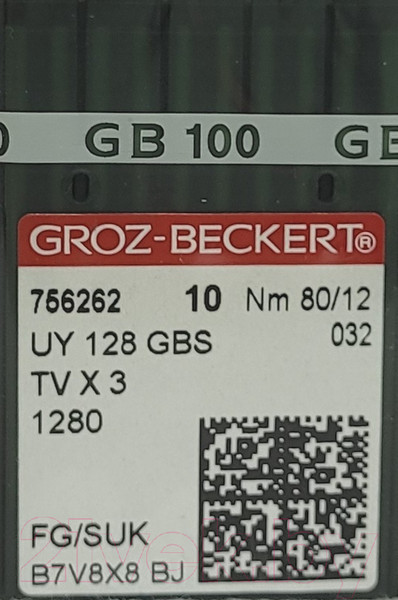 GB 100 GB
GROZ-BECKERT®
756262 10 Nm 80/12
UY 128 GBS 032
TV X 3
1280
FG/SUK
B7V8X8 BJ